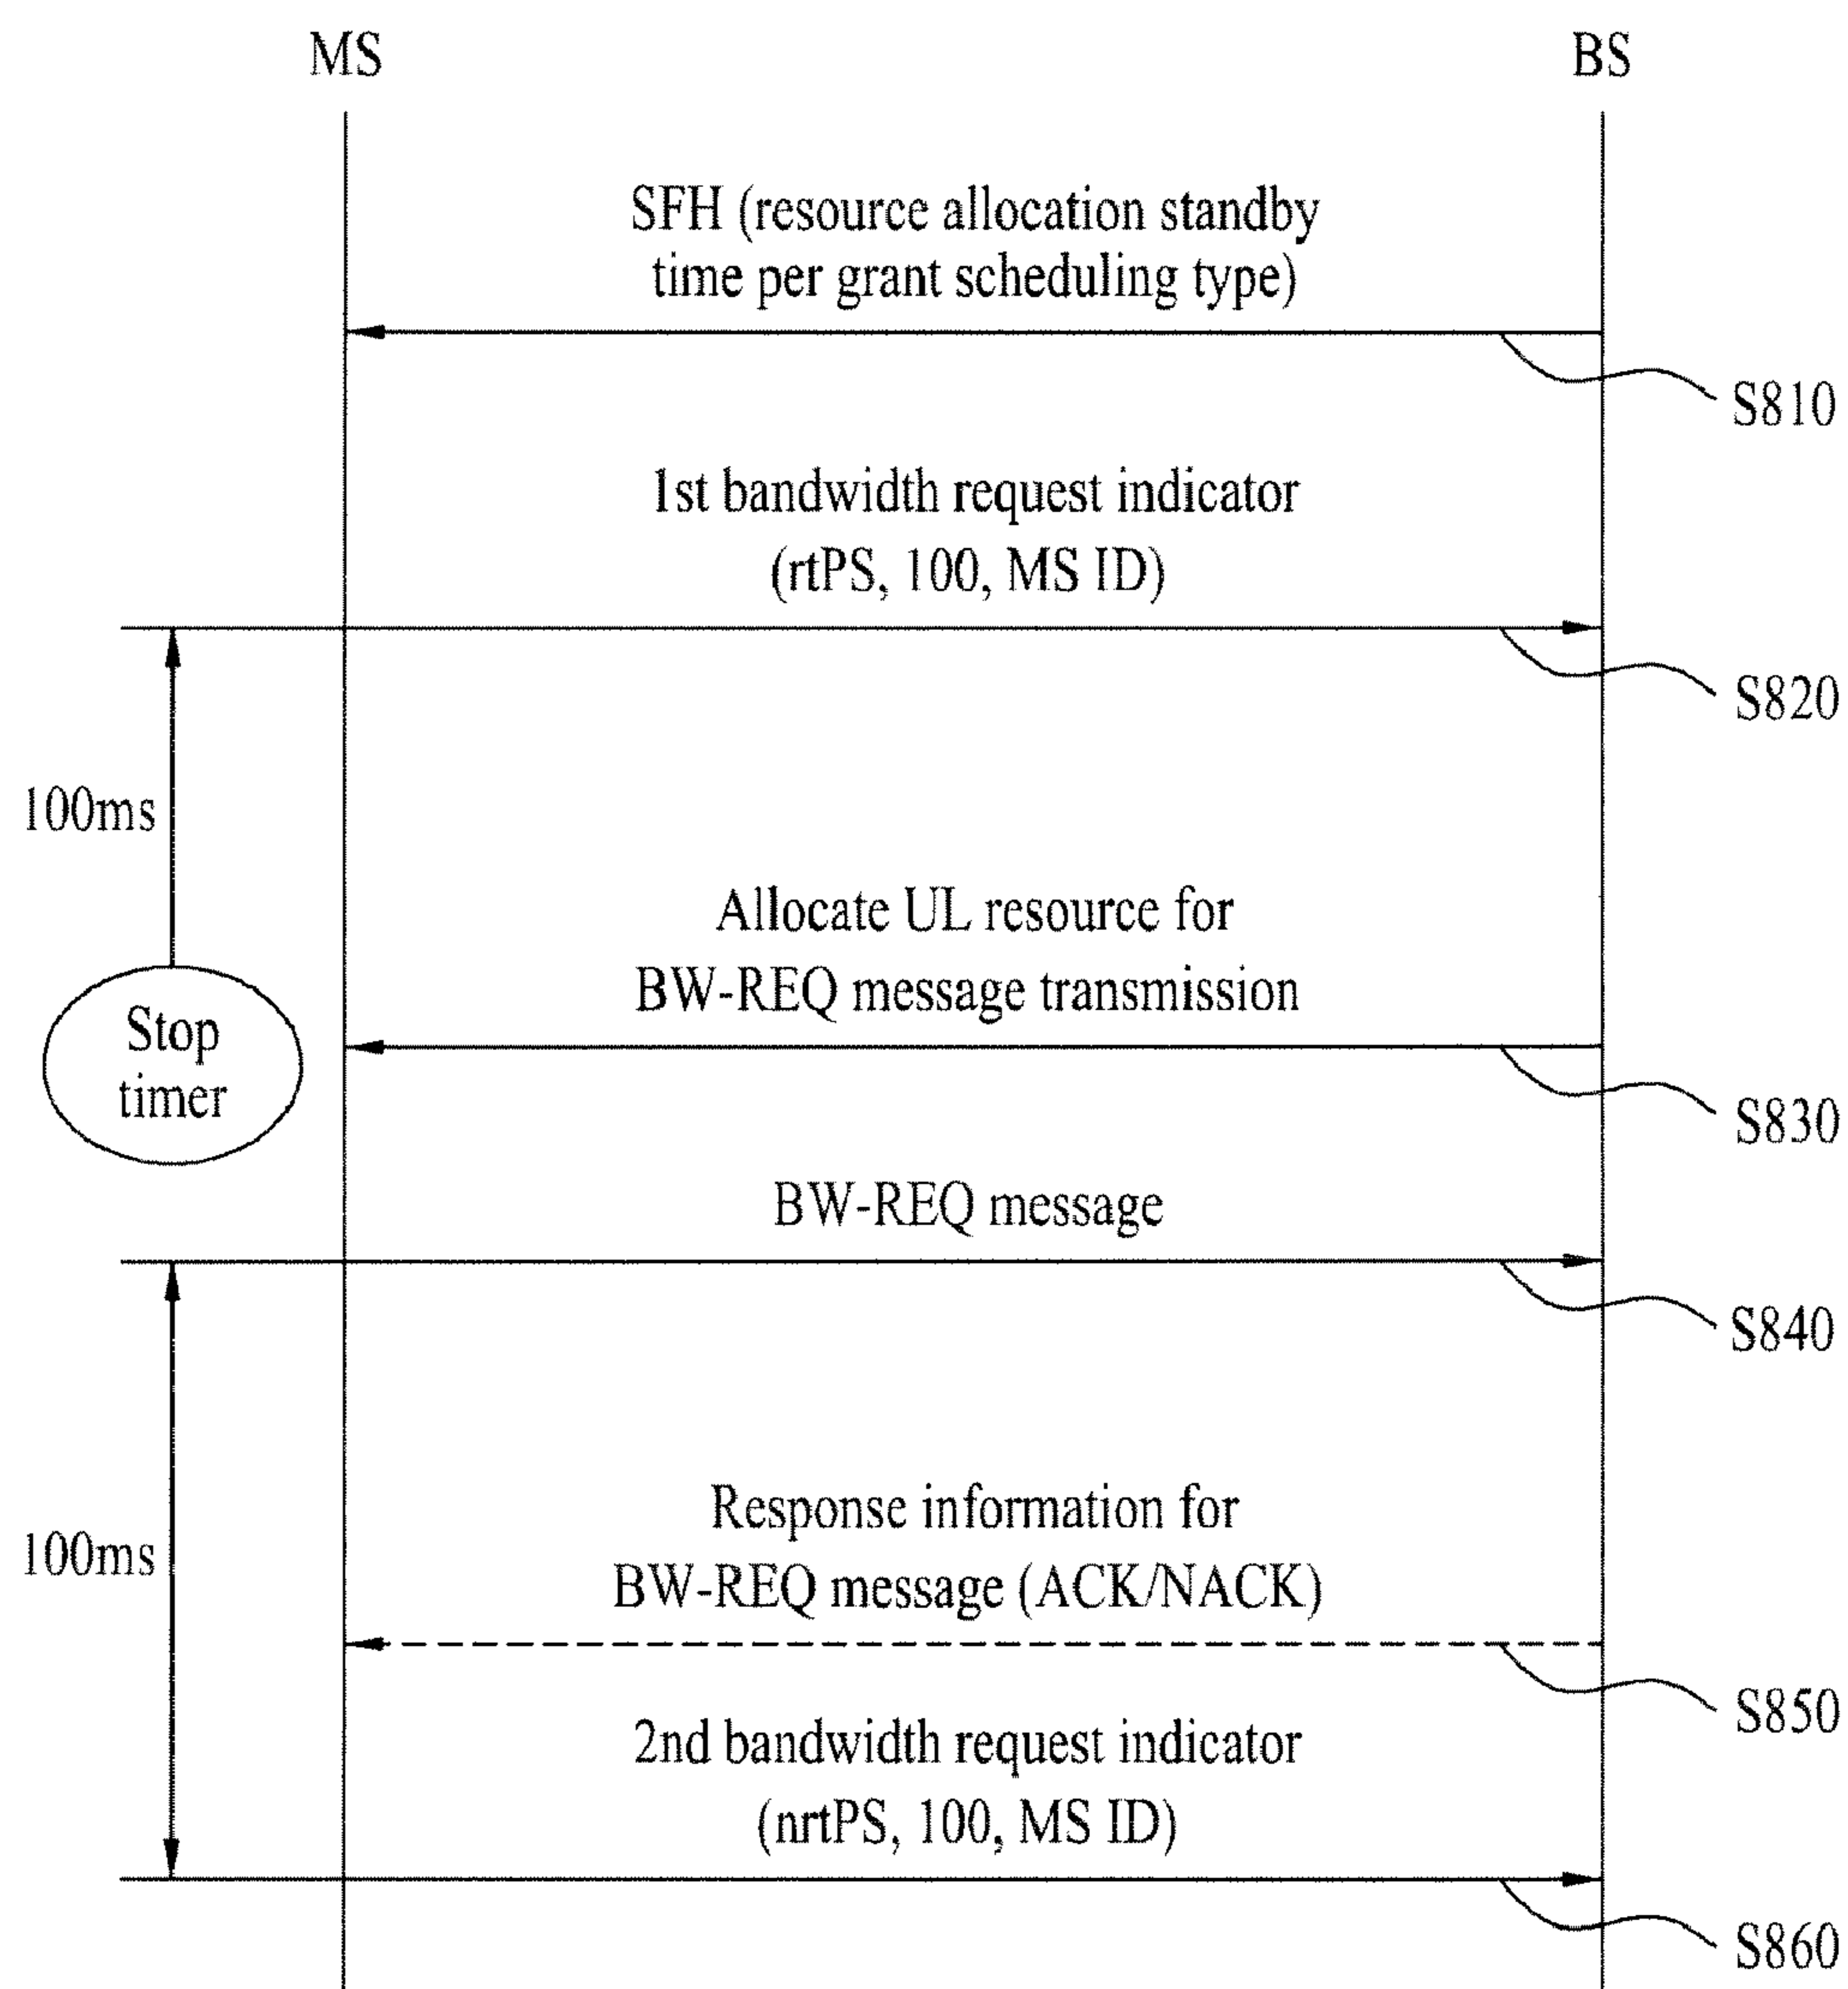 MS
BS
SFH (resource allocation standby
time per grant scheduling type)
S810
1st bandwidth request indicator
(rtPS, 100, MS ID)
S820
100ms
Allocate UL resource for
BW-REQ message transmission
Stop
timer
S830
BW-REQ message
S840
Response information for
100ms
BW-REQ message (ACK/NACK)
S850
2nd bandwidth request indicator
(nrtPS, 100, MS ID)
S860